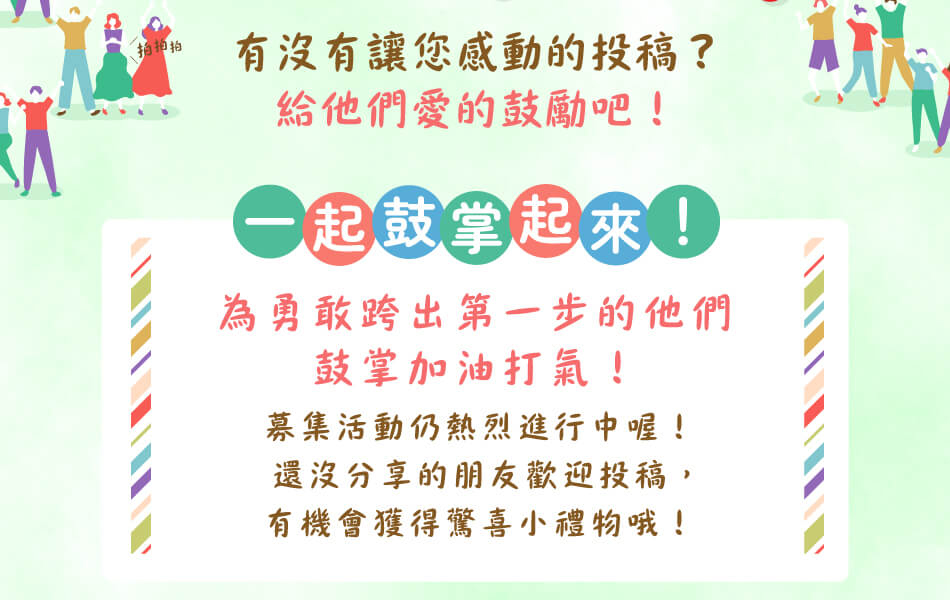 拍拍拍
有沒有讓您感動的投稿？
給他們愛的鼓勵吧！
一起鼓掌起來！
為勇敢跨出第一步的他們
鼓掌加油打氣！
募集活動仍熱烈進行中喔！
還沒分享的朋友歡迎投稿，
有機會獲得驚喜小禮物哦！